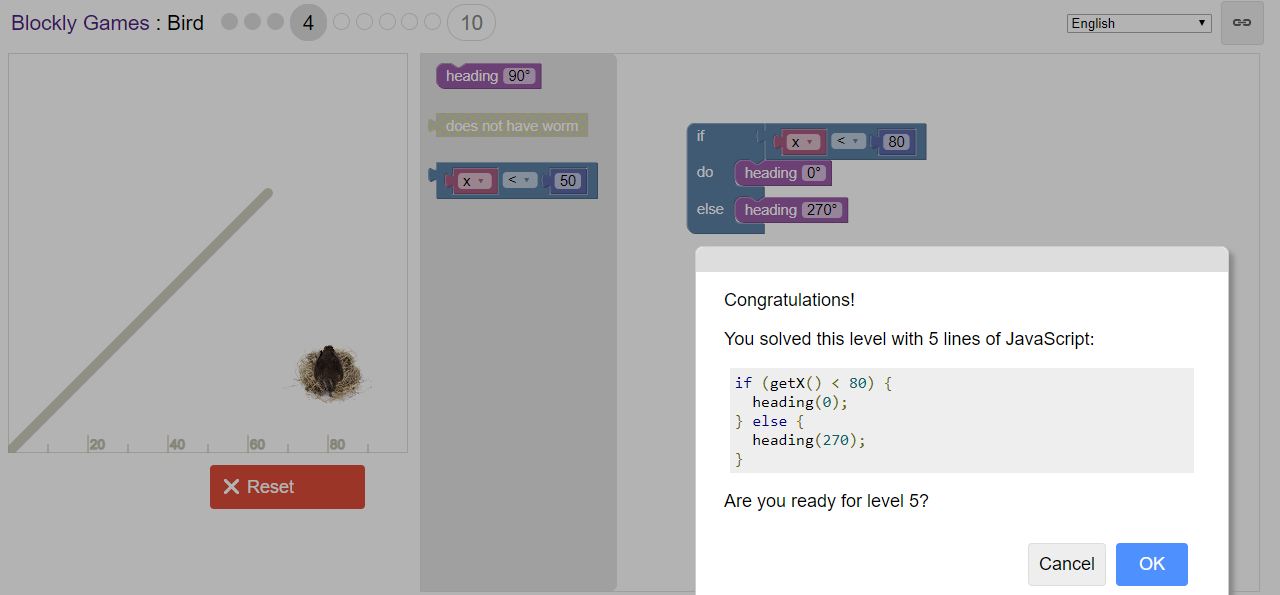 Blockly Games : Bird 4 10 English
heading 90°
does not have worm
x < 50
if x < 80
do heading 0°
else heading 270°
20 40 60 80
Reset
Congratulations!
You solved this level with 5 lines of JavaScript:
if (getX() < 80) {
  heading(0);
} else {
  heading(270);
}
Are you ready for level 5?
Cancel OK